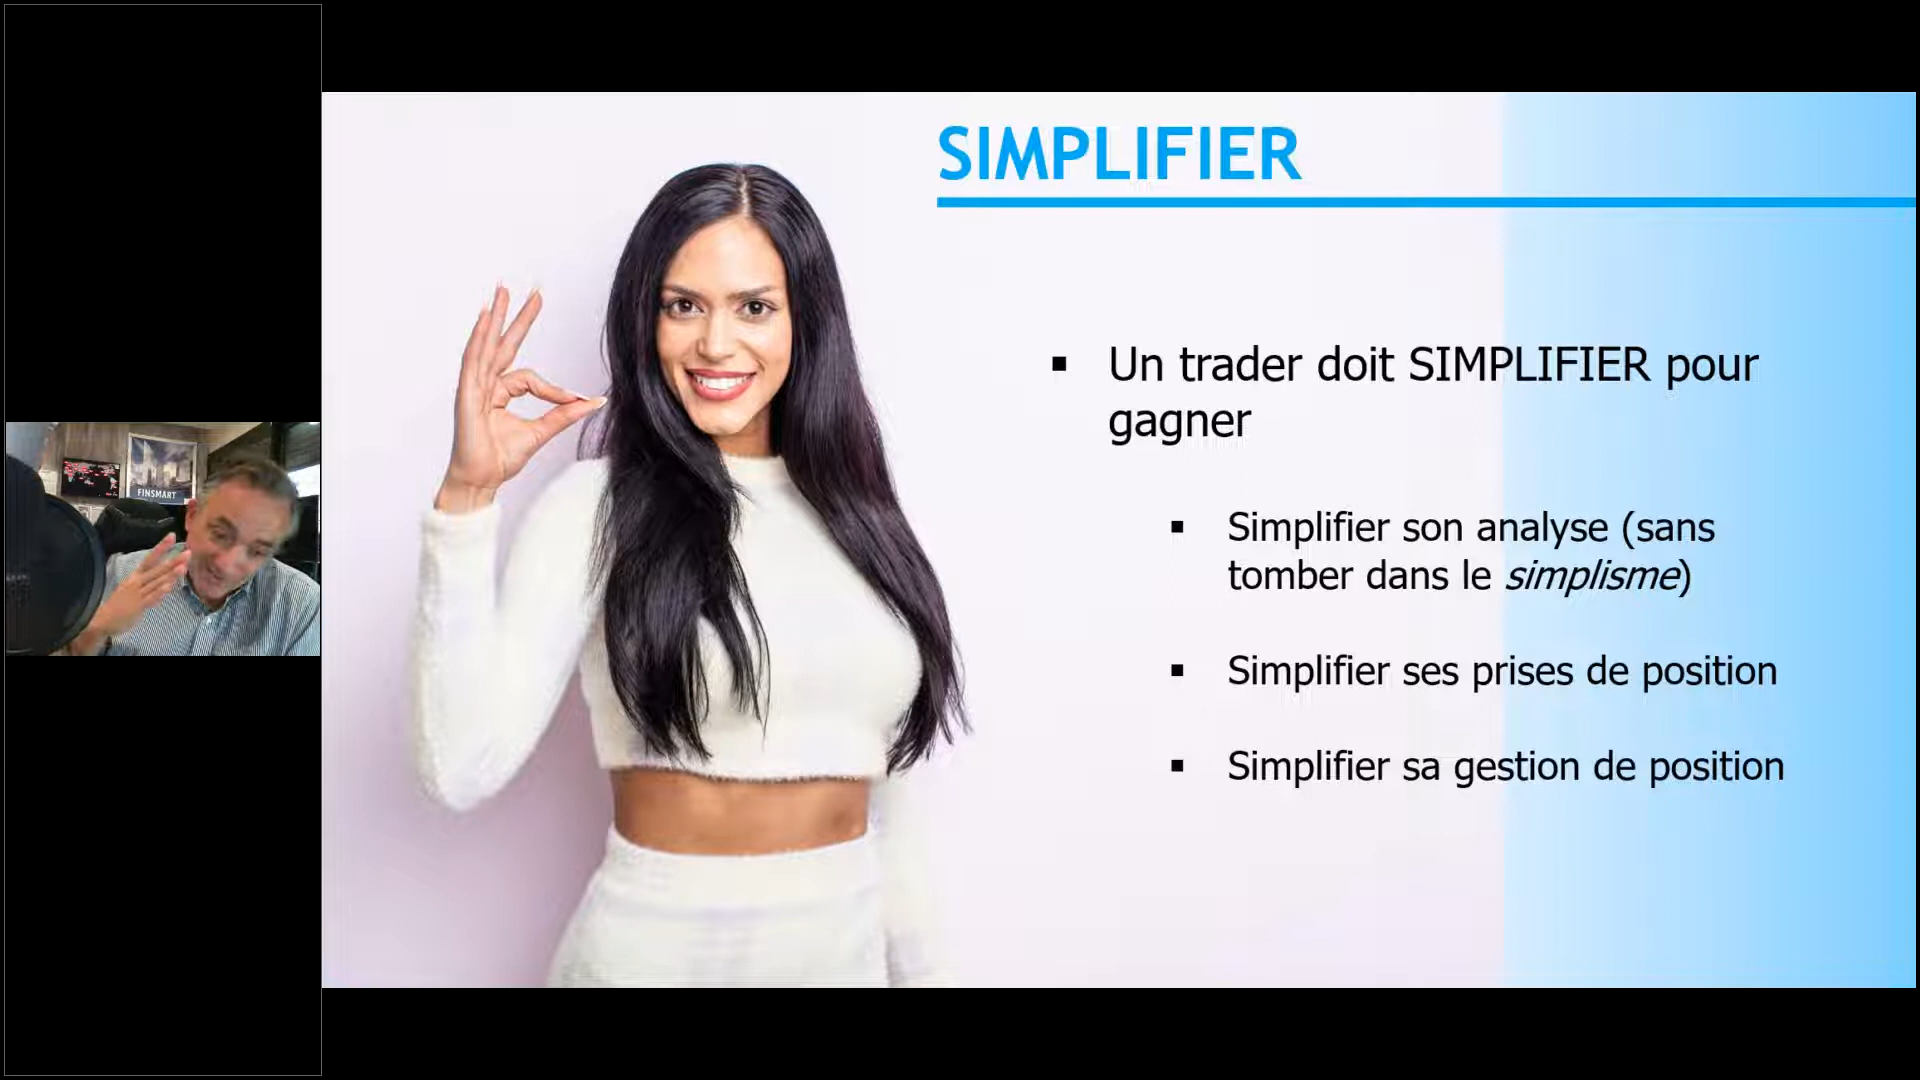 SIMPLIFIER
▪ Un trader doit SIMPLIFIER pour
gagner
▪ Simplifier son analyse (sans
tomber dans le simplisme)
▪ Simplifier ses prises de position
▪ Simplifier sa gestion de position
FINSMART